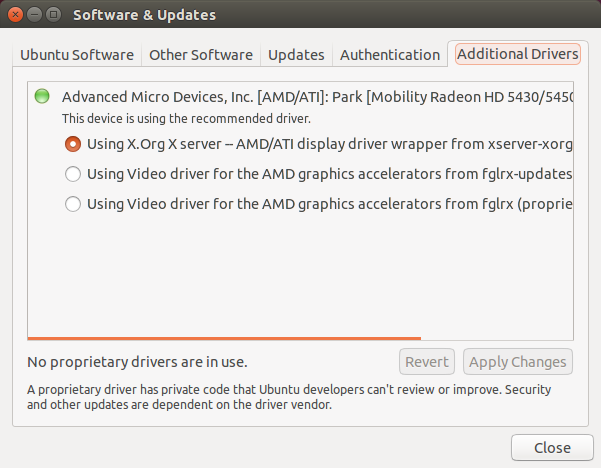 Software & Updates
Ubuntu Software
Other Software
Updates
Authentication
Additional Drivers
Advanced Micro Devices, Inc. [AMD/ATI]: Park [Mobility Radeon HD 5430/5450
This device is using the recommended driver.
Using X.Org X server -- AMD/ATI display driver wrapper from xserver-xorg
Using Video driver for the AMD graphics accelerators from fglrx-updates
Using Video driver for the AMD graphics accelerators from fglrx (proprie
No proprietary drivers are in use.
Revert
Apply Changes
A proprietary driver has private code that Ubuntu developers can't review or improve. Security
and other updates are dependent on the driver vendor.
Close